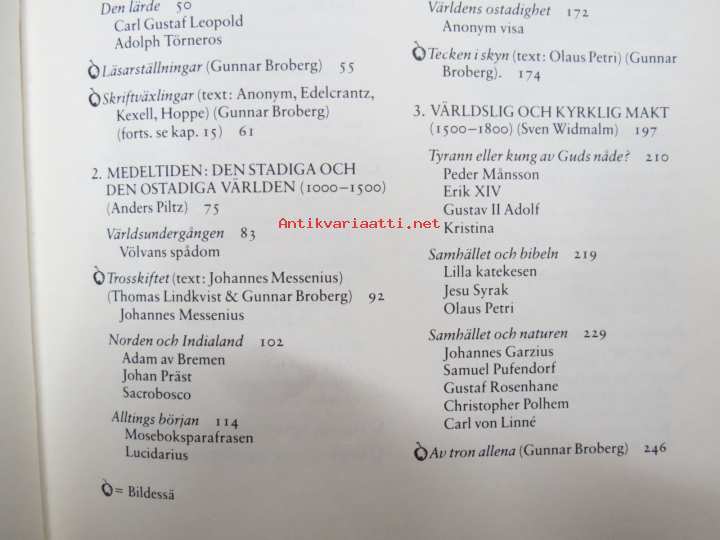 Den lärde 50
Carl Gustaf Leopold
Adolph Törneros
Läsarställningar (Gunnar Broberg) 55
Skriftväxlingar (text: Anonym, Edelcrantz,
Kexell, Hoppe) (Gunnar Broberg)
(forts. se kap. 15) 61
2. MEDELTIDEN: DEN STADIGA OCH
DEN OSTADIGA VÄRLDEN (1000–1500)
(Anders Piltz) 75
Världsundergången 83
Völvans spådom
Trosskiftet (text: Johannes Messenius)
(Thomas Lindkvist & Gunnar Broberg) 92
Johannes Messenius
Norden och Indialand 102
Adam av Bremen
Johan Präst
Sacrobosco
Alltings början 114
Moseboksparafrasen
Lucidarius
= Bildessä
Världens ostadighet 172
Anonym visa
Tecken i skyn (text: Olaus Petri) (Gunnar
Broberg). 174
3. VÄRLDSLIG OCH KYRKLIG MAKT
(1500–1800) (Sven Widmalm) 197
Tyrann eller kung av Guds nåde? 210
Peder Månsson
Erik XIV
Gustav II Adolf
Kristina
Samhället och bibeln 219
Lilla katekesen
Jesu Syrak
Olaus Petri
Samhället och naturen 229
Johannes Garzius
Samuel Pufendorf
Gustaf Rosenhane
Christopher Polhem
Carl von Linné
Av tron allena (Gunnar Broberg) 246
Antikvariaatti.net